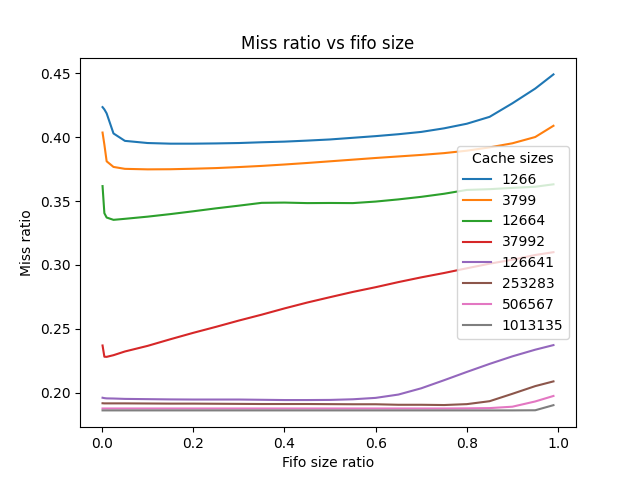 Miss ratio vs fifo size
Miss ratio
0.45
0.40
0.35
0.30
0.25
0.20
Cache sizes
1266
3799
12664
37992
126641
253283
506567
1013135
0.0 0.2 0.4 0.6 0.8 1.0
Fifo size ratio